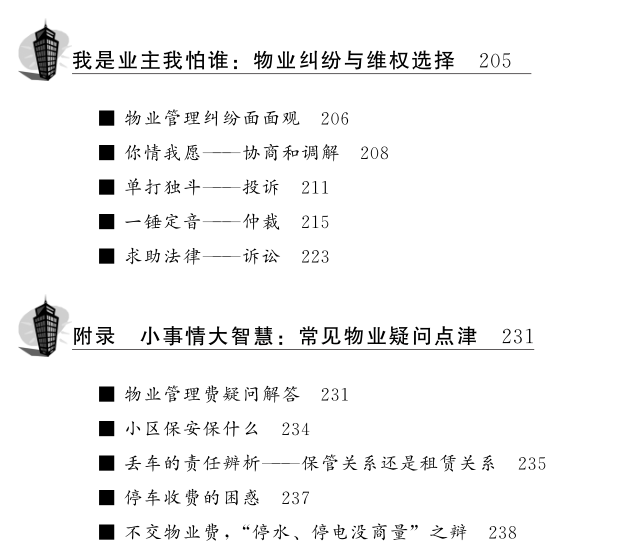 我是业主我怕谁：物业纠纷与维权选择 205
■ 物业管理纠纷面面观 206
■ 你情我愿——协商和调解 208
■ 单打独斗——投诉 211
■ 一锤定音——仲裁 215
■ 求助法律——诉讼 223
附录 小事情大智慧：常见物业疑问点津 231
■ 物业管理费疑问解答 231
■ 小区保安保什么 234
■ 丢车的责任辨析——保管关系还是租赁关系 235
■ 停车收费的困惑 237
■ 不交物业费，“停水、停电没商量”之辩 238